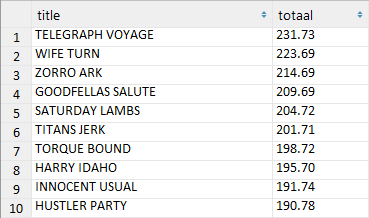 title totaal
1 TELEGRAPH VOYAGE 231.73
2 WIFE TURN 223.69
3 ZORRO ARK 214.69
4 GOODFELLAS SALUTE 209.69
5 SATURDAY LAMBS 204.72
6 TITANS JERK 201.71
7 TORQUE BOUND 198.72
8 HARRY IDAHO 195.70
9 INNOCENT USUAL 191.74
10 HUSTLER PARTY 190.78